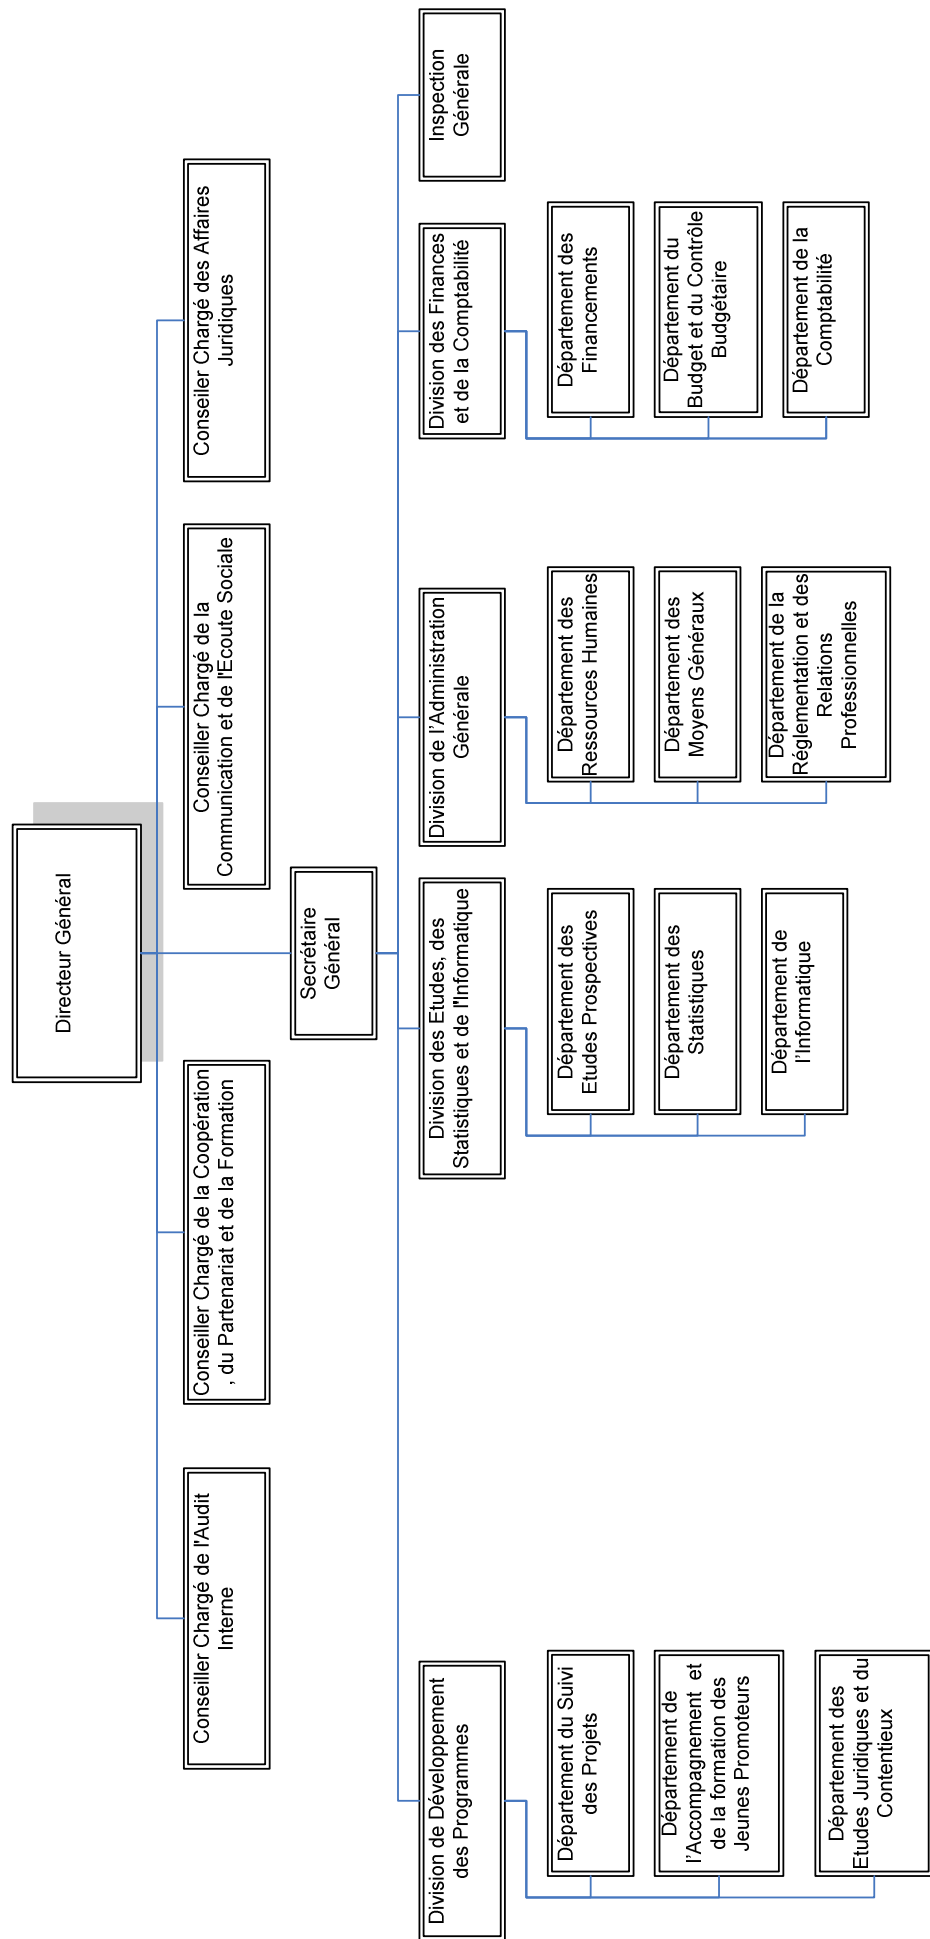 Directeur Général
Conseiller Chargé de l'Audit
Interne
Conseiller Chargé de la Coopération
, du Partenariat et de la Formation
Conseiller Chargé de la
Communication et de l'Ecoute Sociale
Conseiler Chargé des Affaires
Juridiques
Secrétaire
Général
Division de Développement
des Programmes
Division des Etudes, des
Statistiques et de l'Informatique
Division de l'Administration
Générale
Division des Finances
et de la Comptabilité
Inspection
Générale
Département du Suivi
des Projets
Département de
l'Accompagnement et
de la formation des
Jeunes Promoteurs
Département des
Etudes Juridiques et du
Contentieux
Département des
Etudes Prospectives
Département des
Statistiques
Département de
l'Informatique
Département des
Ressources Humaines
Département des
Moyens Généraux
Département de la
Réglementation et des
Relations
Professionnelles
Département des
Financements
Département du
Budget et du Contrôle
Budgétaire
Département de la
Comptabilité